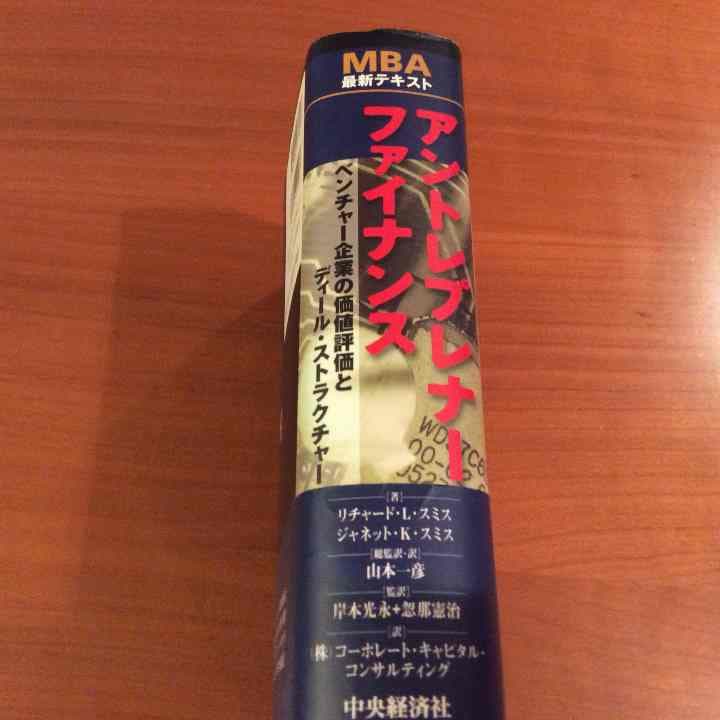 MBA
最新テキスト
アントレプレナー
ファイナンス
ベンチャー企業の価値評価と
ディール・ストラクチャー
WD37C6
00-02
0527
[著]
リチャード・L・スミス
ジャネット・K・スミス
[総監訳・訳]
山本一彦
[監訳]
岸本光永+忽那憲治
[訳]
(株)コーポレート・キャピタル・
コンサルティング
中央経済社